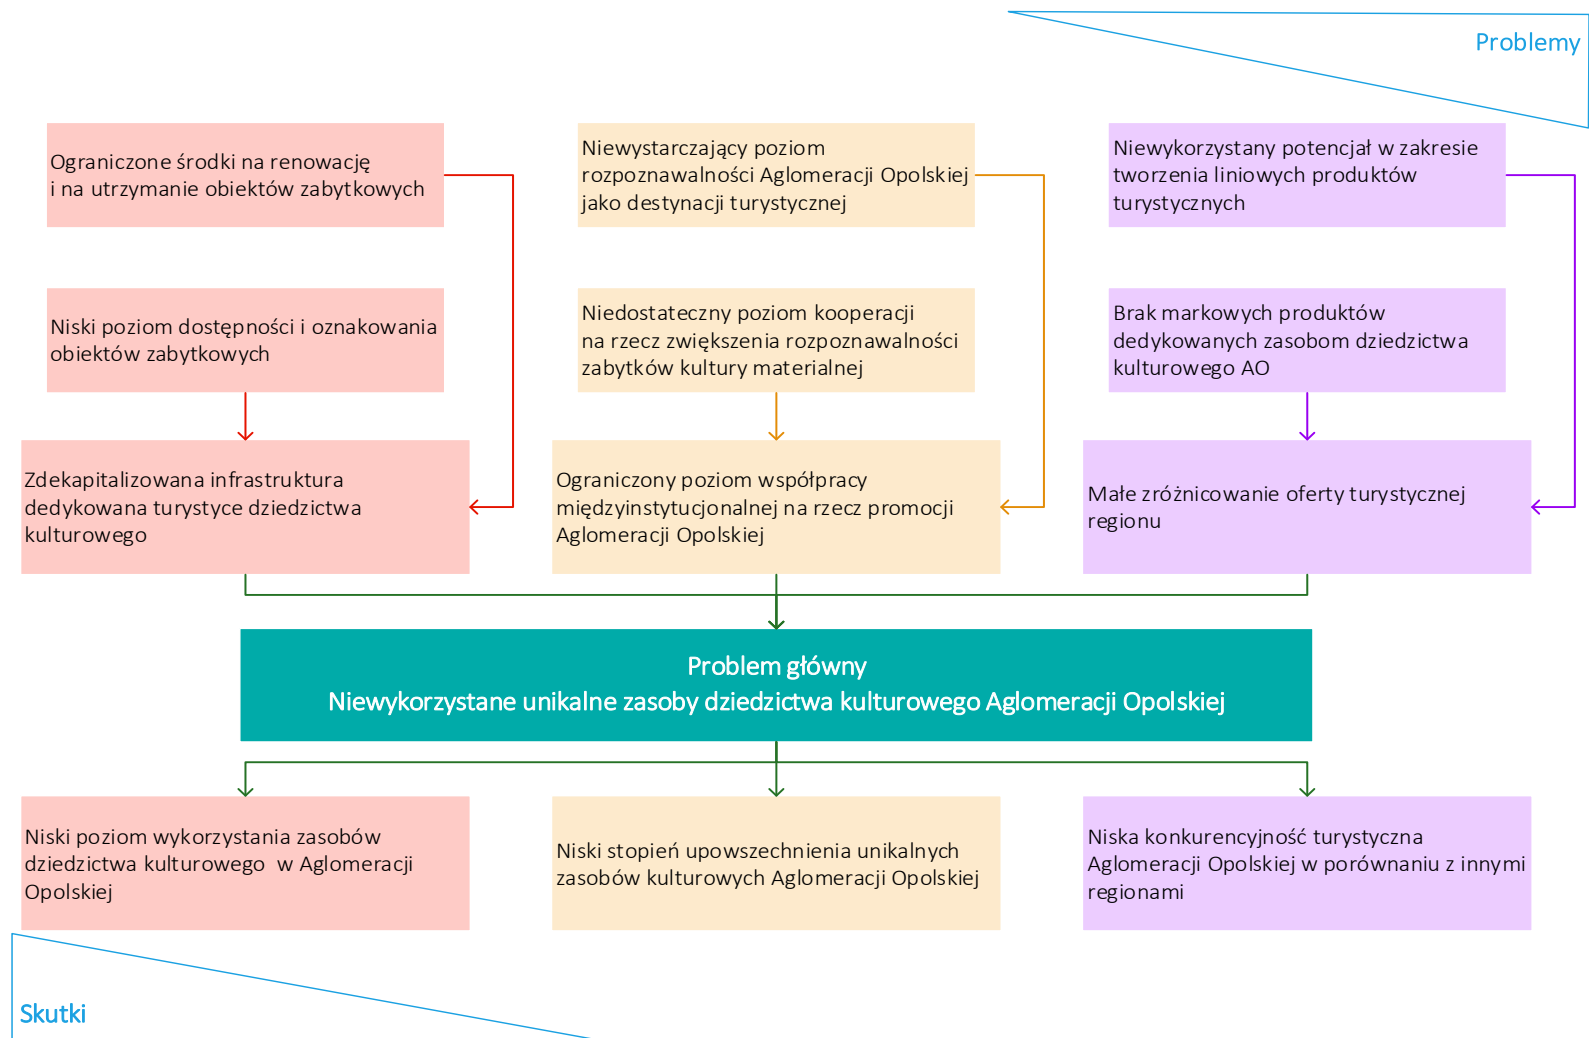 Problemy
Ograniczone środki na renowację
i na utrzymanie obiektów zabytkowych
Niewystarczający poziom
rozpoznawalności Aglomeracji Opolskiej
jako destynacji turystycznej
Niewykorzystany potencjał w zakresie
tworzenia liniowych produktów
turystycznych
Niski poziom dostępności i oznakowania
obiektów zabytkowych
Niedostateczny poziom kooperacji
na rzecz zwiększenia rozpoznawalności
zabytków kultury materialnej
Brak markowych produktów
dedykowanych zasobom dziedzictwa
kulturowego AO
Zdekapitalizowana infrastruktura
dedykowana turystyce dziedzictwa
kulturowego
Ograniczony poziom współpracy
międzyinstytucjonalnej na rzecz promocji
Aglomeracji Opolskiej
Małe zróżnicowanie oferty turystycznej
regionu
Problem główny
Niewykorzystane unikalne zasoby dziedzictwa kulturowego Aglomeracji Opolskiej
Niski poziom wykorzystania zasobów
dziedzictwa kulturowego w Aglomeracji
Opolskiej
Niski stopień upowszechnienia unikalnych
zasobów kulturowych Aglomeracji Opolskiej
Niska konkurencyjność turystyczna
Aglomeracji Opolskiej w porównaniu z innymi
regionami
Skutki